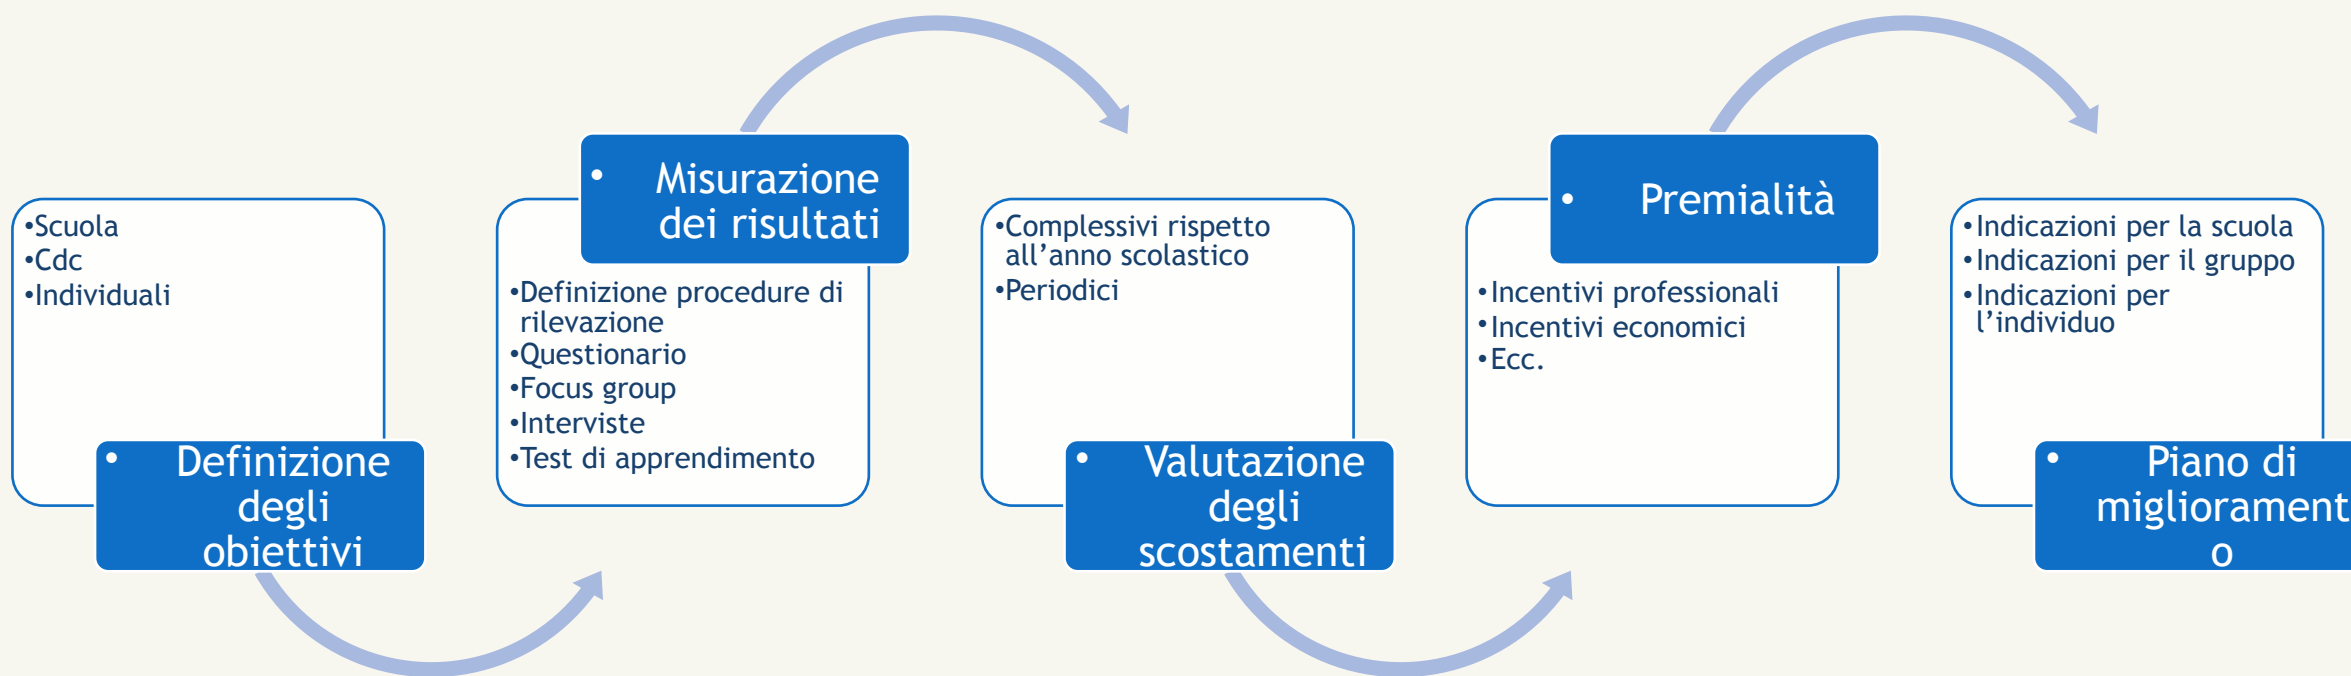 •Scuola
•Cdc
•Individuali
• Definizione
degli
obiettivi
• Misurazione
dei risultati
•Definizione procedure di
rilevazione
•Questionario
•Focus group
•Interviste
•Test di apprendimento
•Complessivi rispetto
all’anno scolastico
•Periodici
• Valutazione
degli
scostamenti
• Premialità
•Incentivi professionali
•Incentivi economici
•Ecc.
•Indicazioni per la scuola
•Indicazioni per il gruppo
•Indicazioni per
l’individuo
• Piano di
migliorament
o